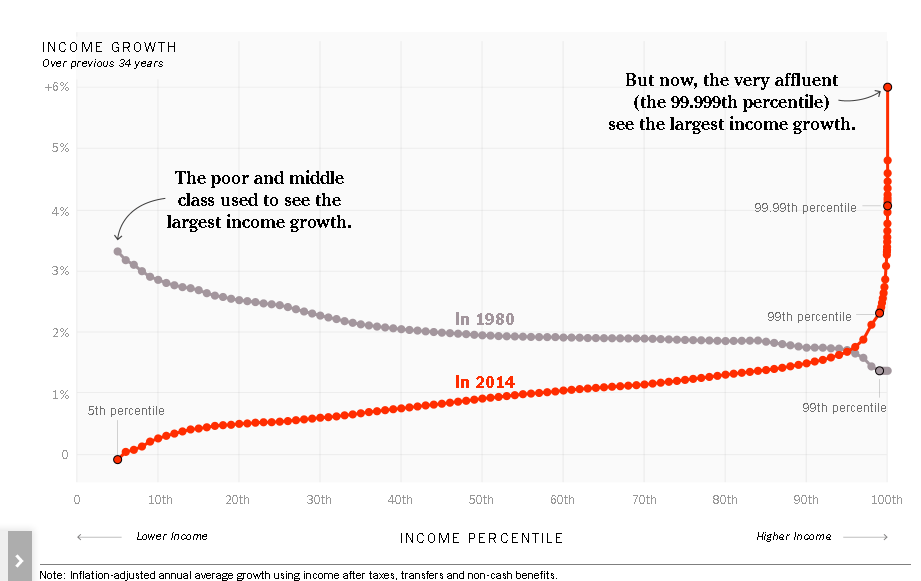 INCOME GROWTH
Over previous 34 years
+6%
5%
4%
3%
2%
1%
0
But now, the very affluent
(the 99.999th percentile)
see the largest income growth.
The poor and middle
class used to see the
largest income growth.
99.99th percentile
99th percentile
In 1980
In 2014
99th percentile
5th percentile
0
10th
20th
30th
40th
50th
60th
70th
80th
90th
100th
Lower Income
INCOME PERCENTILE
Higher Income
Note: Inflation-adjusted annual average growth using income after taxes, transfers and non-cash benefits.